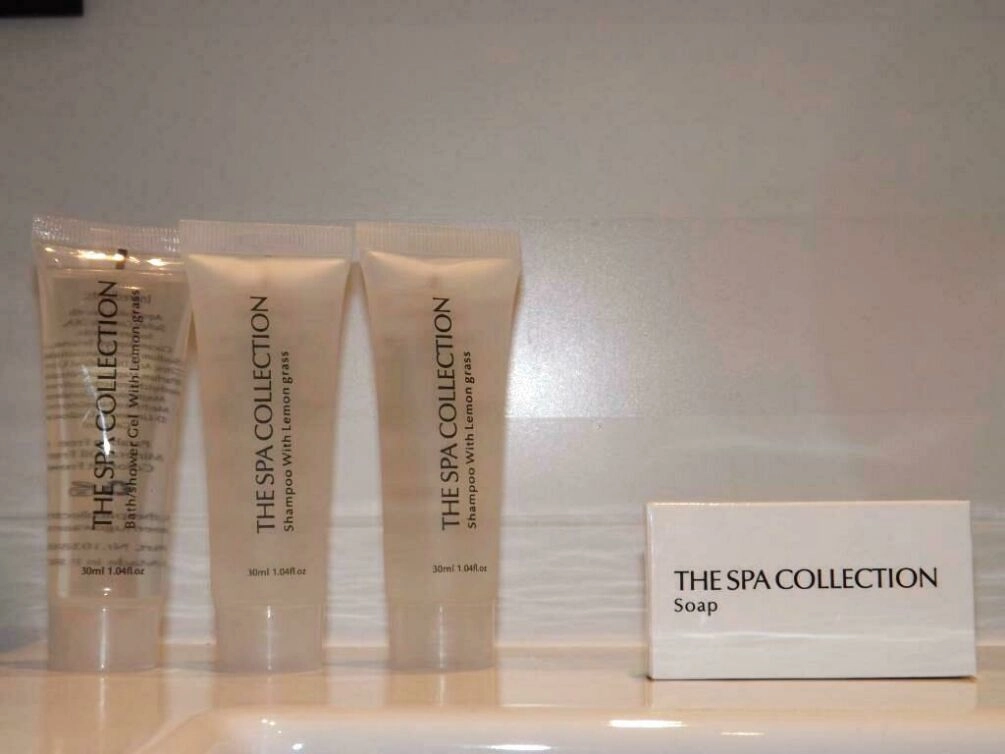 THE SPA COLLECTION
Bath/shower Gel With Lemon grass
30ml 1.04fl.oz
THE SPA COLLECTION
Shampoo With Lemon grass
30ml 1.04fl.oz
THE SPA COLLECTION
Shampoo With Lemon grass
30ml 1.04fl.oz
THE SPA COLLECTION
Soap